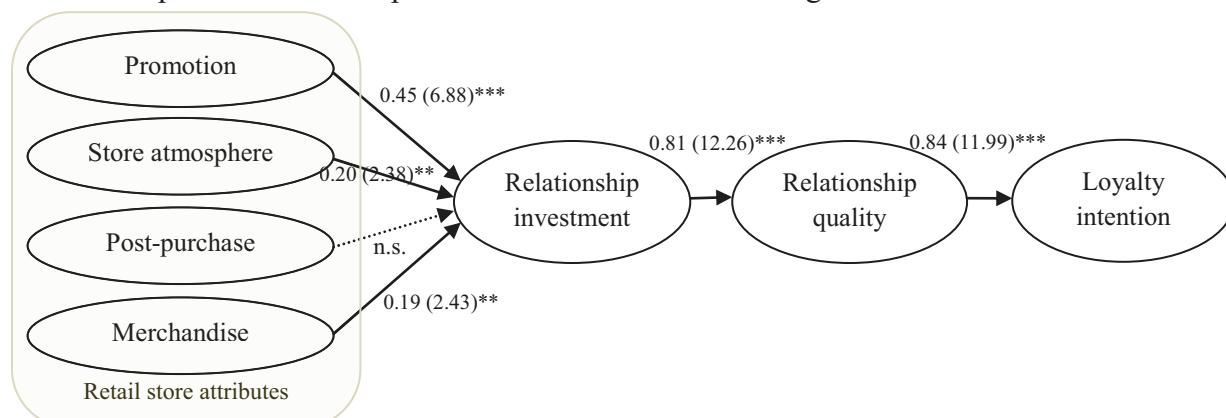 Promotion
0.45 (6.88)***
Store atmosphere
0.20 (2.38)**
Relationship
investment
0.81 (12.26)***
Relationship
quality
0.84 (11.99)***
Loyalty
intention
Post-purchase
n.s.
0.19 (2.43)**
Merchandise
Retail store attributes